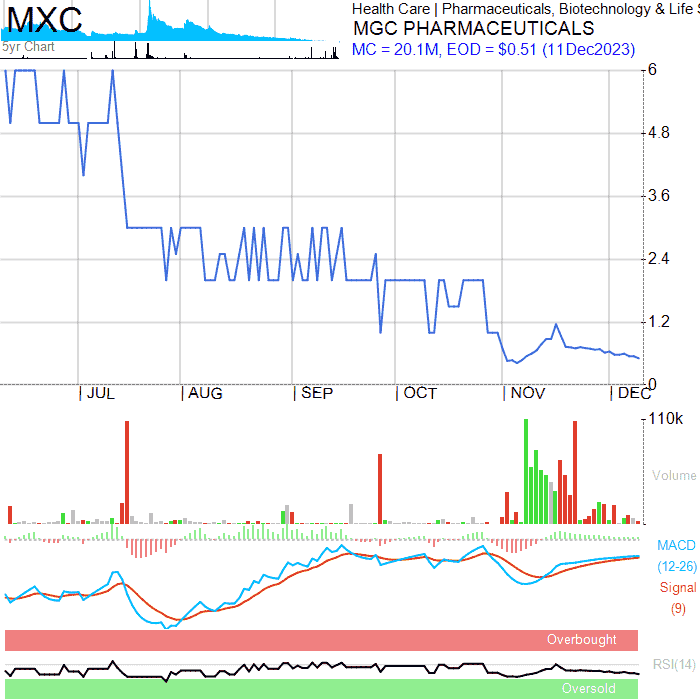 MXC
Health Care | Pharmaceuticals, Biotechnology & Life S
MGC PHARMACEUTICALS
MC = 20.1M, EOD = $0.51 (11Dec2023)
5yr Chart
6
4.8
3.6
2.4
1.2
0
JUL AUG SEP OCT NOV DEC
110k
Volume
MACD
(12-26)
Signal
(9)
Overbought
RSI(14)
Oversold